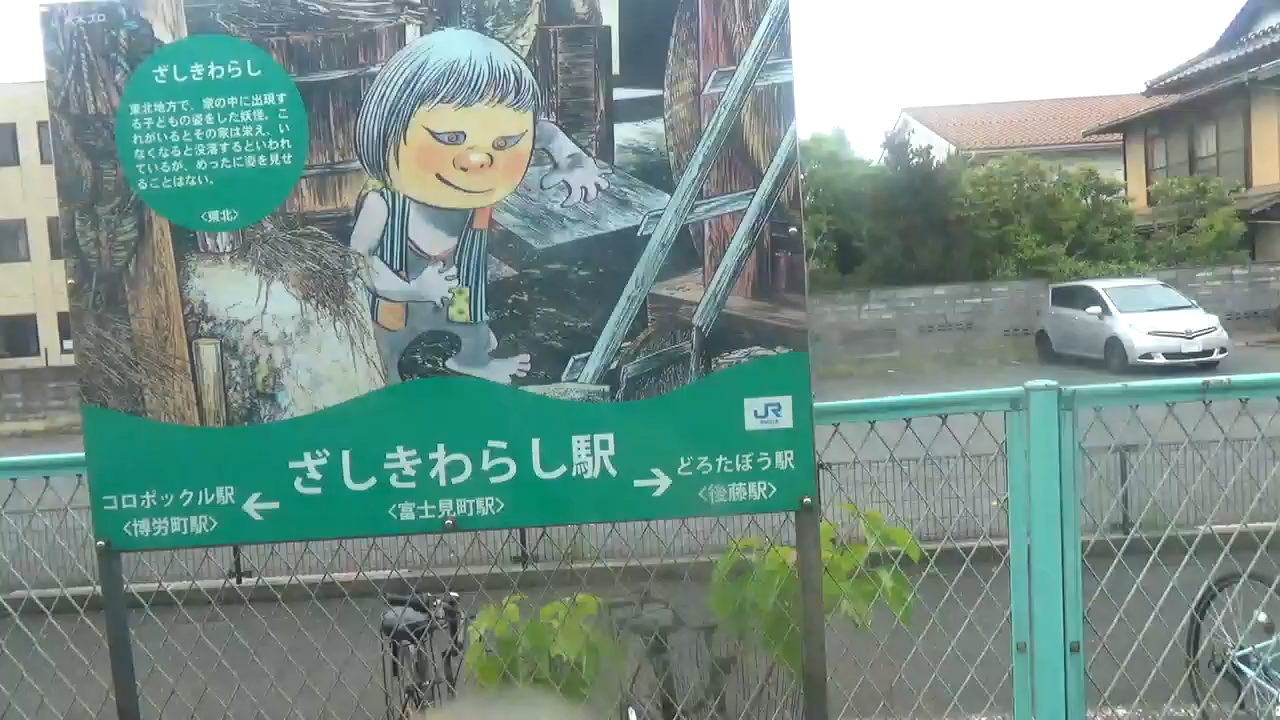 水木プロ
ざしきわらし
東北地方で、家の中に出現す
る子どもの姿をした妖怪。こ
れがいるとその家は栄え、い
なくなると没落するといわれ
ているが、めったに姿を見せ
ることはない。
〈東北〉
JR
ざしきわらし駅
〈富士見町駅〉
コロポックル駅
〈博労町駅〉
←
→
どろたぼう駅
〈後藤駅〉